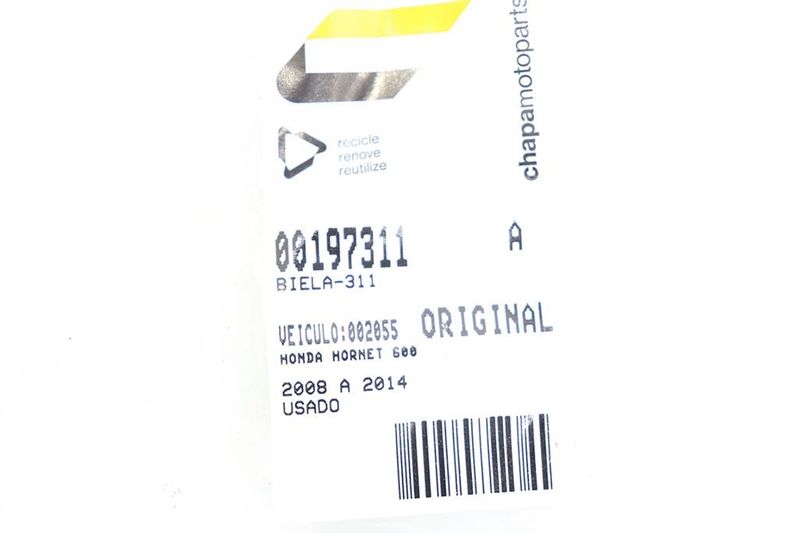 chapamotoparts
recicle
renove
reutilize
00197311 A
BIELA-311
VEICULO:002055 ORIGINAL
HONDA HORNET 600
2008 A 2014
USADO